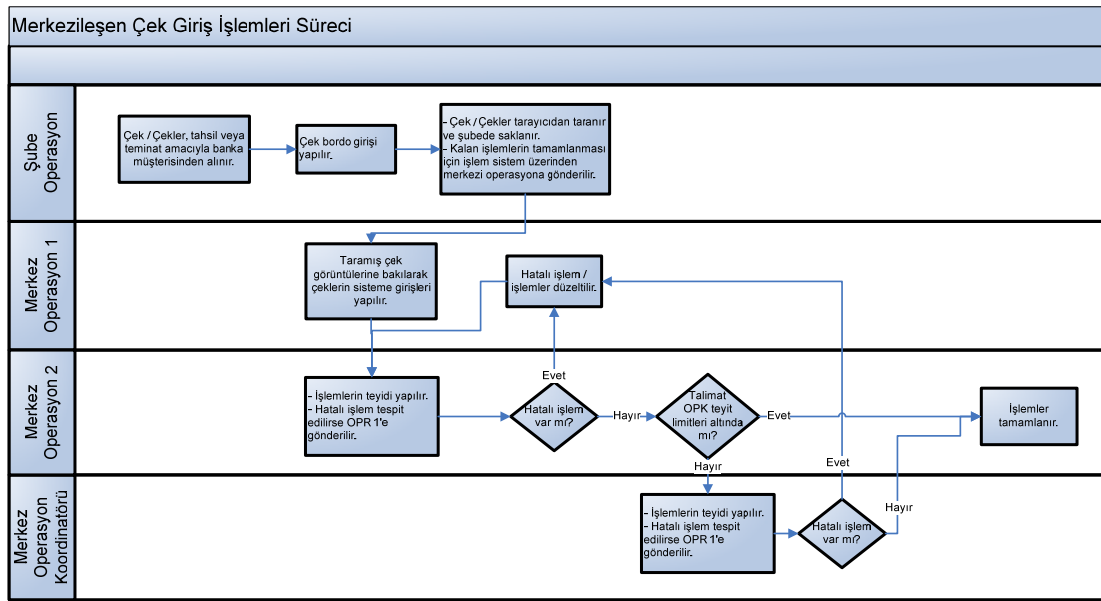 Merkezileşen Çek Giriş İşlemleri Süreci
Şube
Operasyon
Çek / Çekler, tahsil veya
teminat amacıyla banka
müşterisinden alınır.
Çek bordo girişi
yapılır.
- Çek / Çekler tarayıcıdan taranır
ve şubede saklanır.
- Kalan işlemlerin tamamlanması
için işlem sistem üzerinden
merkezi operasyona gönderilir.
Merkez
Operasyon 1
Taramış çek
görüntülerine bakılarak
çeklerin sisteme girişleri
yapılır.
Hatalı işlem /
işlemler düzeltilir.
Merkez
Operasyon 2
- İşlemlerin teyidi yapılır.
- Hatalı işlem tespit
edilirse OPR 1'e
gönderilir.
Evet
Hatalı işlem
var mı?
Hayır
Talimat
OPK teyit
limitleri altında
mı?
Evet
İşlemler
tamamlanır.
Hayır
Evet
Merkez
Operasyon
Koordinatörü
- İşlemlerin teyidi yapılır.
- Hatalı işlem tespit
edilirse OPR 1'e
gönderilir.
Hatalı işlem
var mı?
Hayır